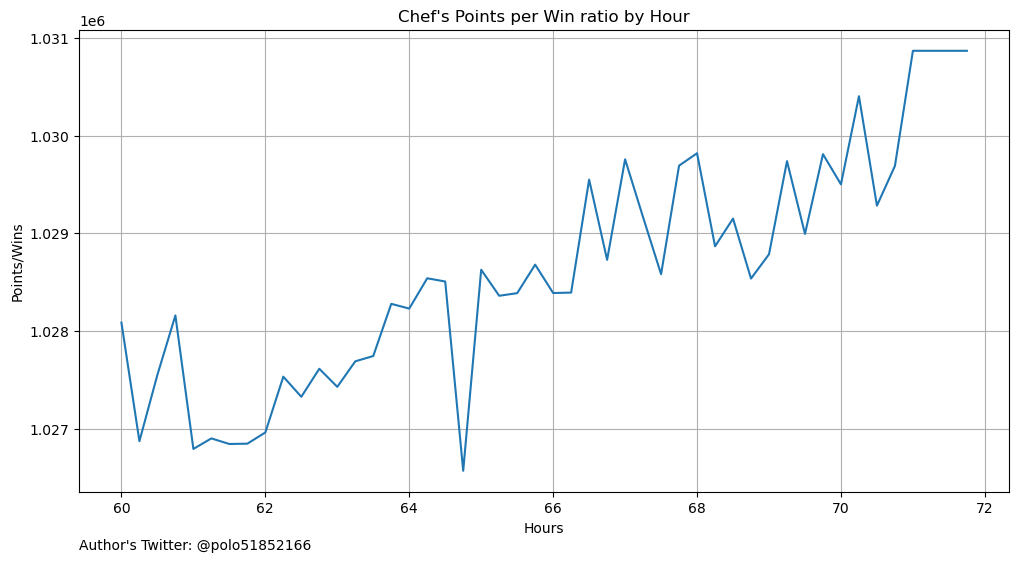 Chef's Points per Win ratio by Hour
1e6
1.031
1.030
1.029
1.028
1.027
Points/Wins
60 62 64 66 68 70 72
Hours
Author's Twitter: @polo51852166